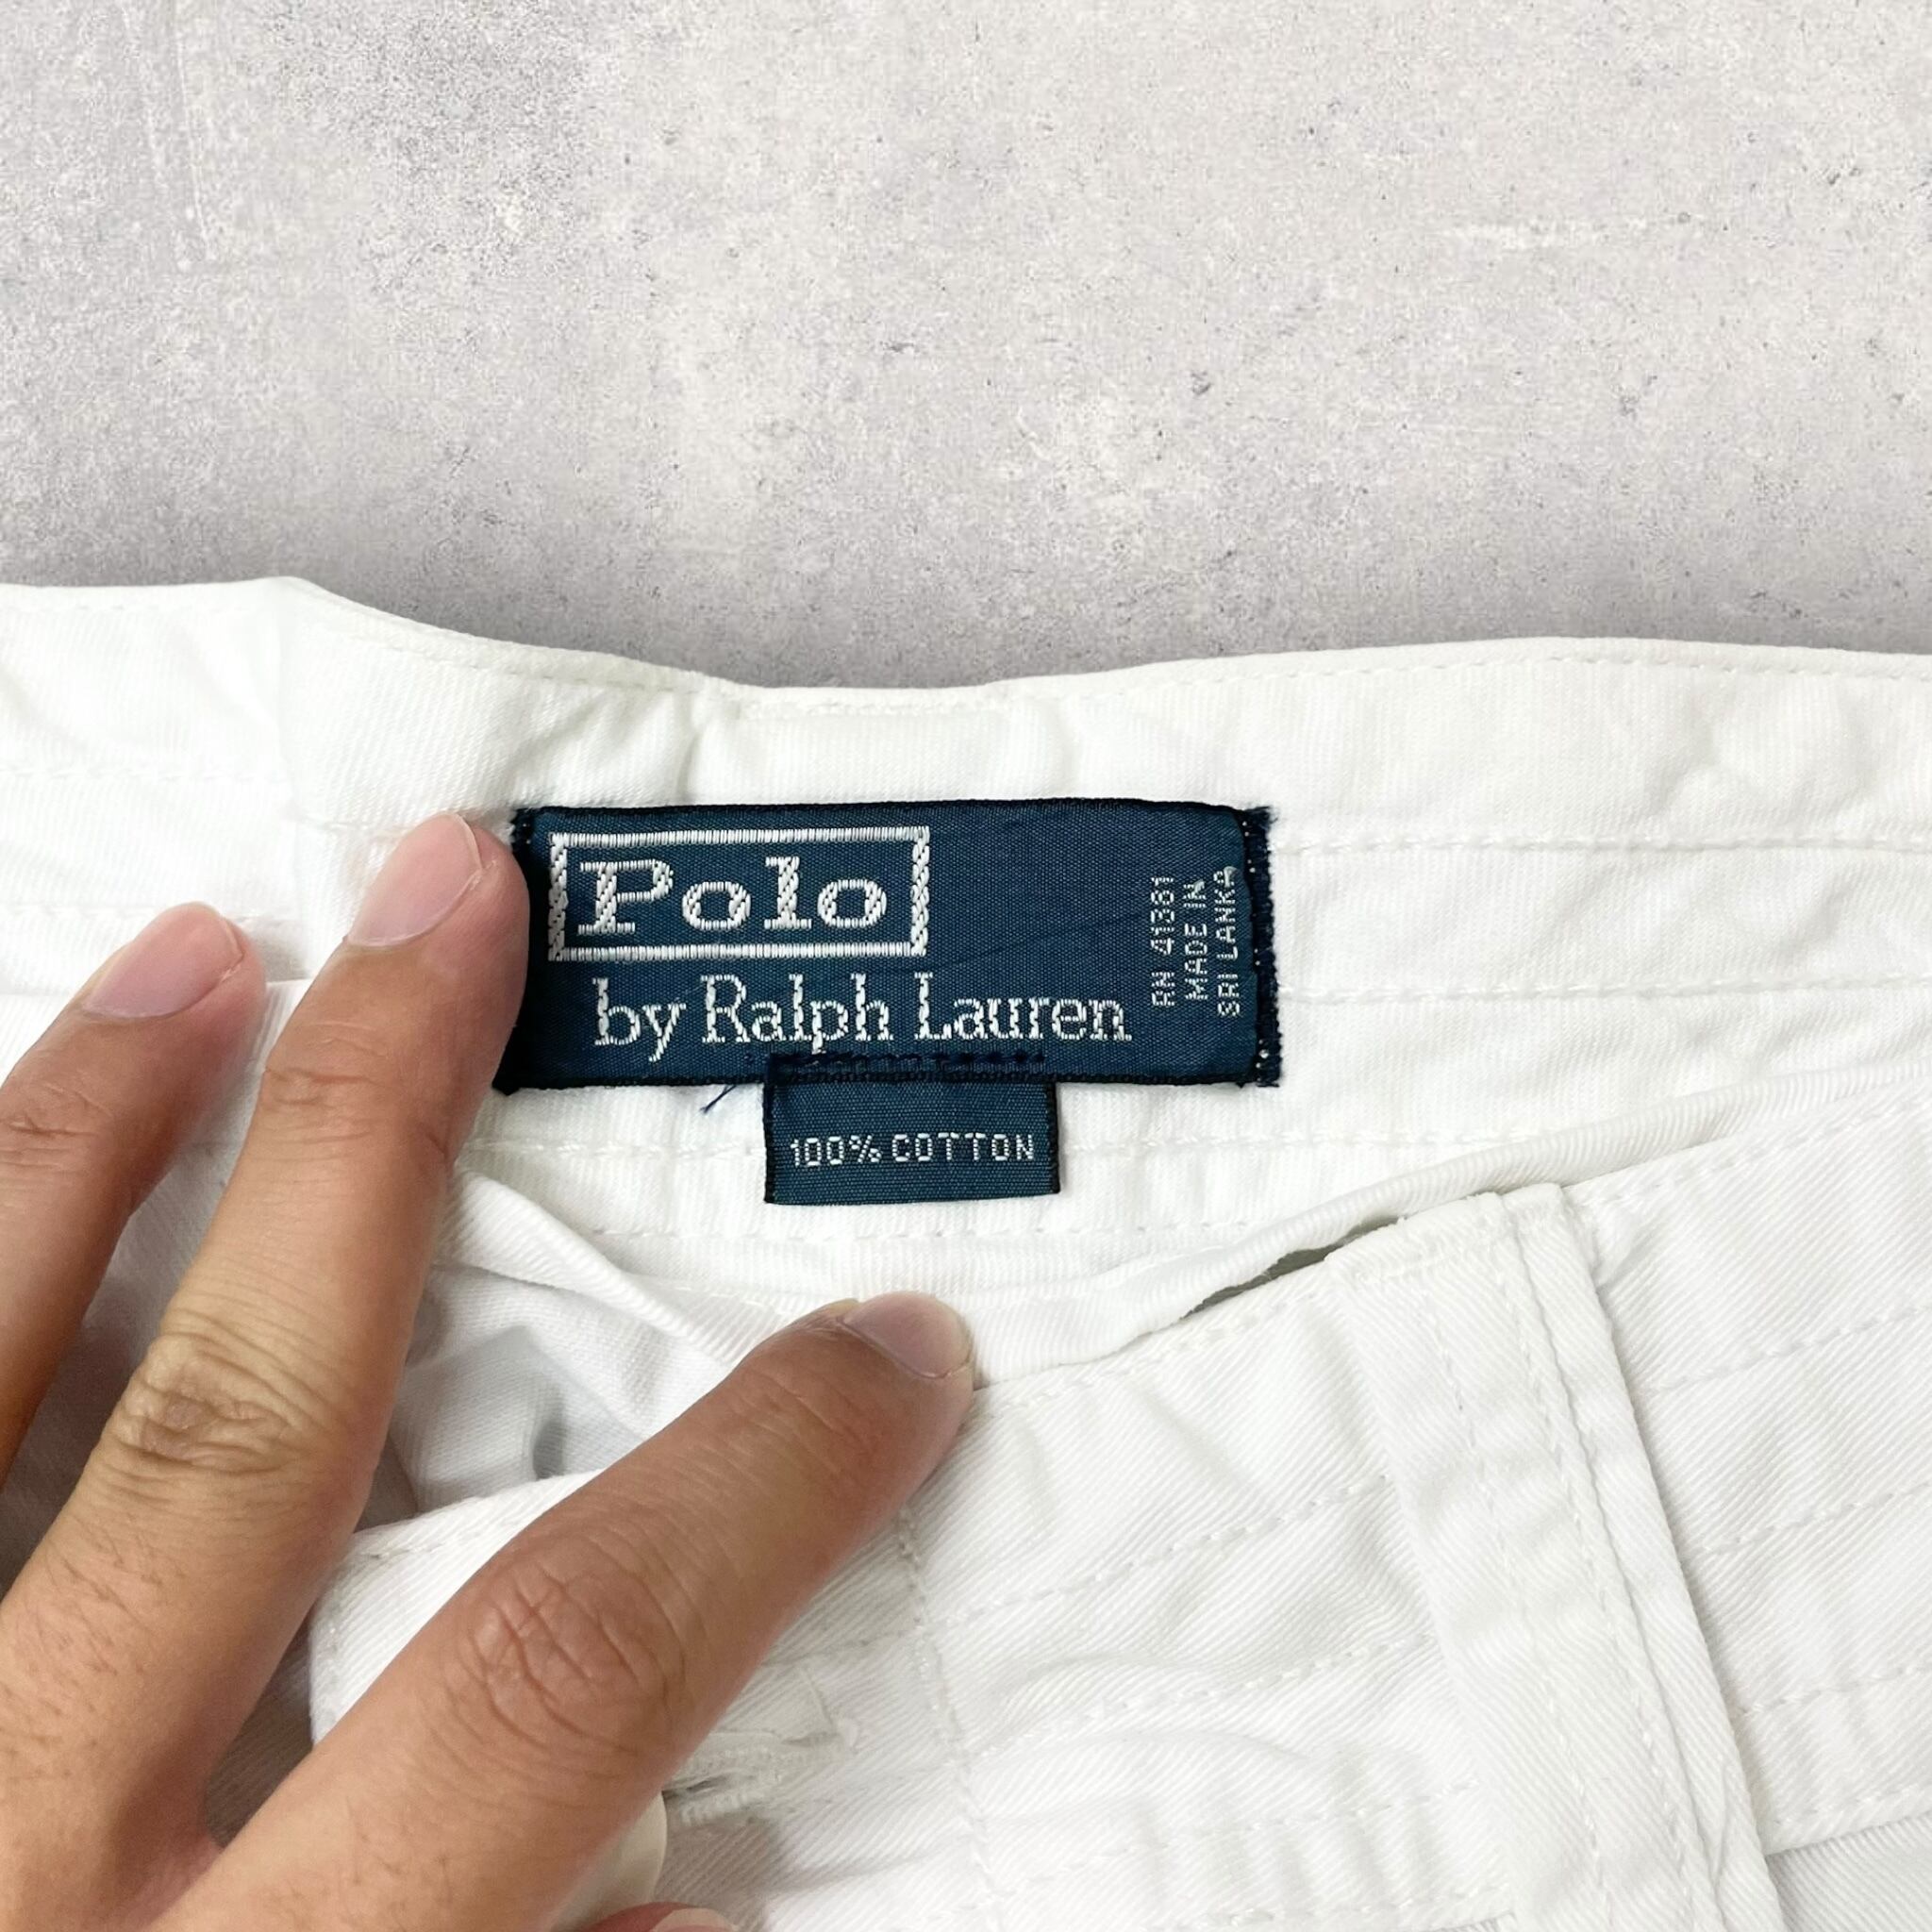 Polo
by Ralph Lauren
RN 41381
MADE IN
SRI LANKA
100% COTTON